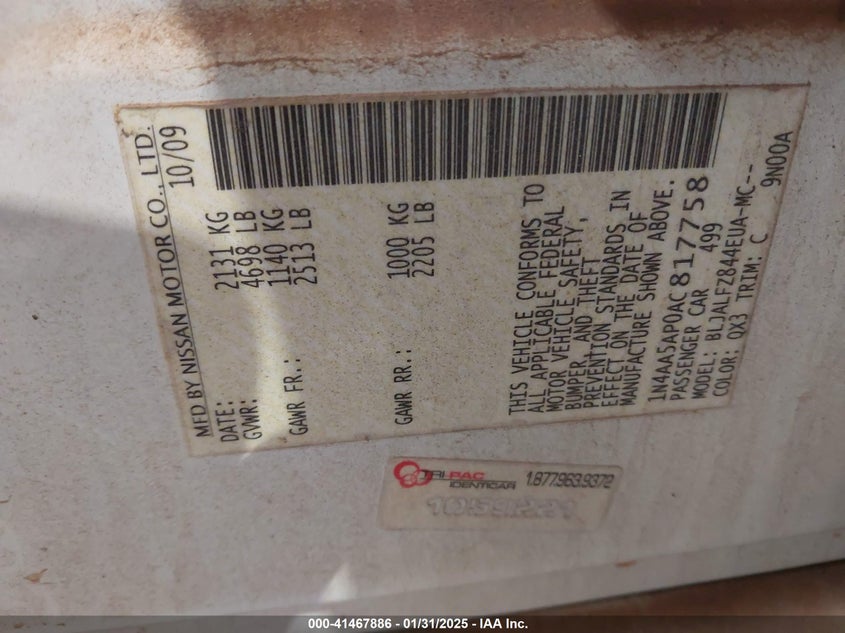 MFD BY NISSAN MOTOR CO., LTD.
DATE: 10/09
GVWR: 2131 KG
4698 LB
GAWR FR.: 1140 KG
2513 LB
GAWR RR.: 1000 KG
2205 LB
THIS VEHICLE CONFORMS TO
ALL APPLICABLE FEDERAL
MOTOR VEHICLE SAFETY,
BUMPER, AND THEFT
PREVENTION STANDARDS IN
EFFECT ON THE DATE OF
MANUFACTURE SHOWN ABOVE.
1N4AA5AP0AC817758
PASSENGER CAR 499
MODEL: BLJALFZ844EUA-MC--
COLOR: QX3 TRIM: C 9N00A
TRI-PAC
IDENTICAR
1.877.963.9372
000-41467886 - 01/31/2025 - IAA Inc.